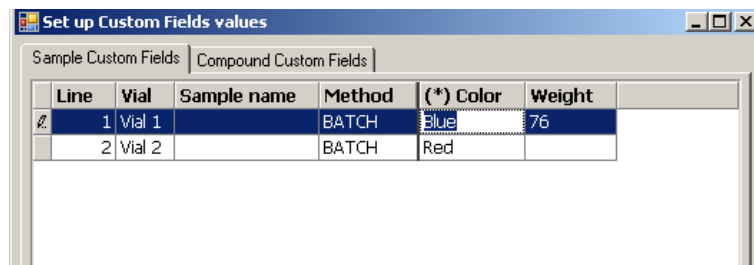 Set up Custom Fields values
Sample Custom Fields Compound Custom Fields
Line Vial Sample name Method (*) Color Weight
1 Vial 1 BATCH Blue 76
2 Vial 2 BATCH Red